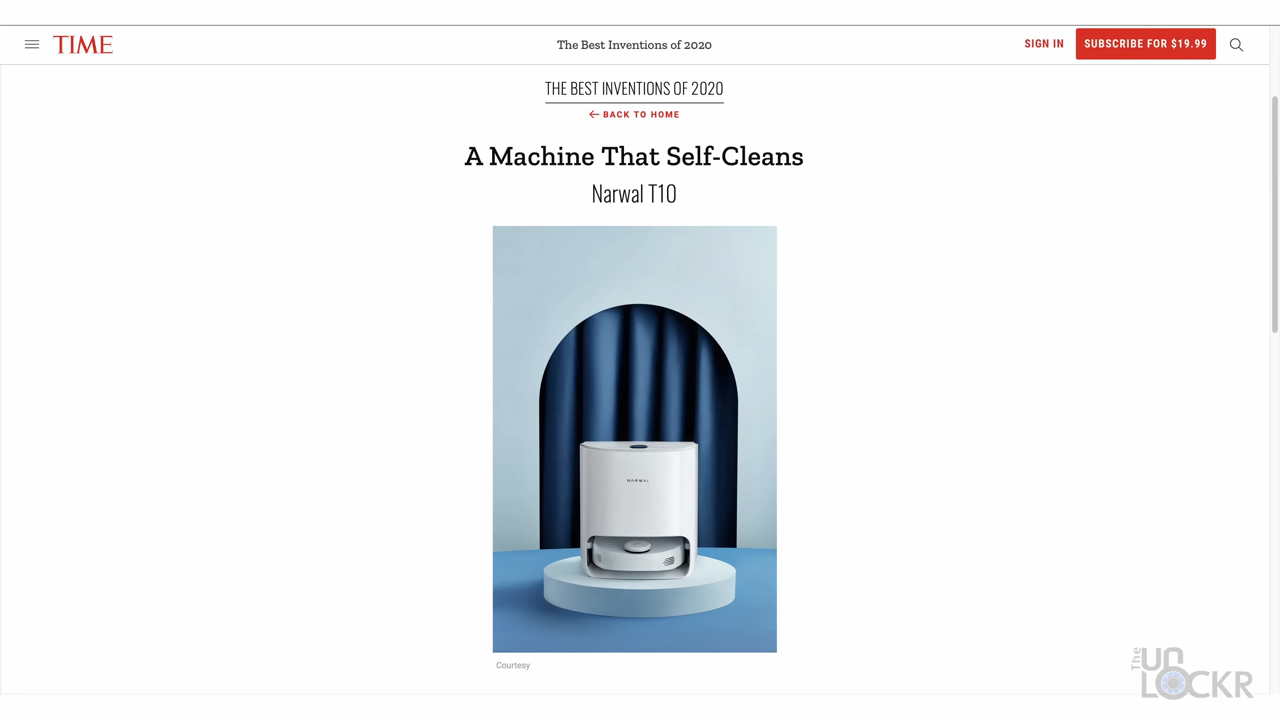 TIME
The Best Inventions of 2020
SIGN IN
SUBSCRIBE FOR $19.99
THE BEST INVENTIONS OF 2020
← BACK TO HOME
A Machine That Self-Cleans
Narwal T10
NARWAL
Courtesy
The
UN
LOCKR